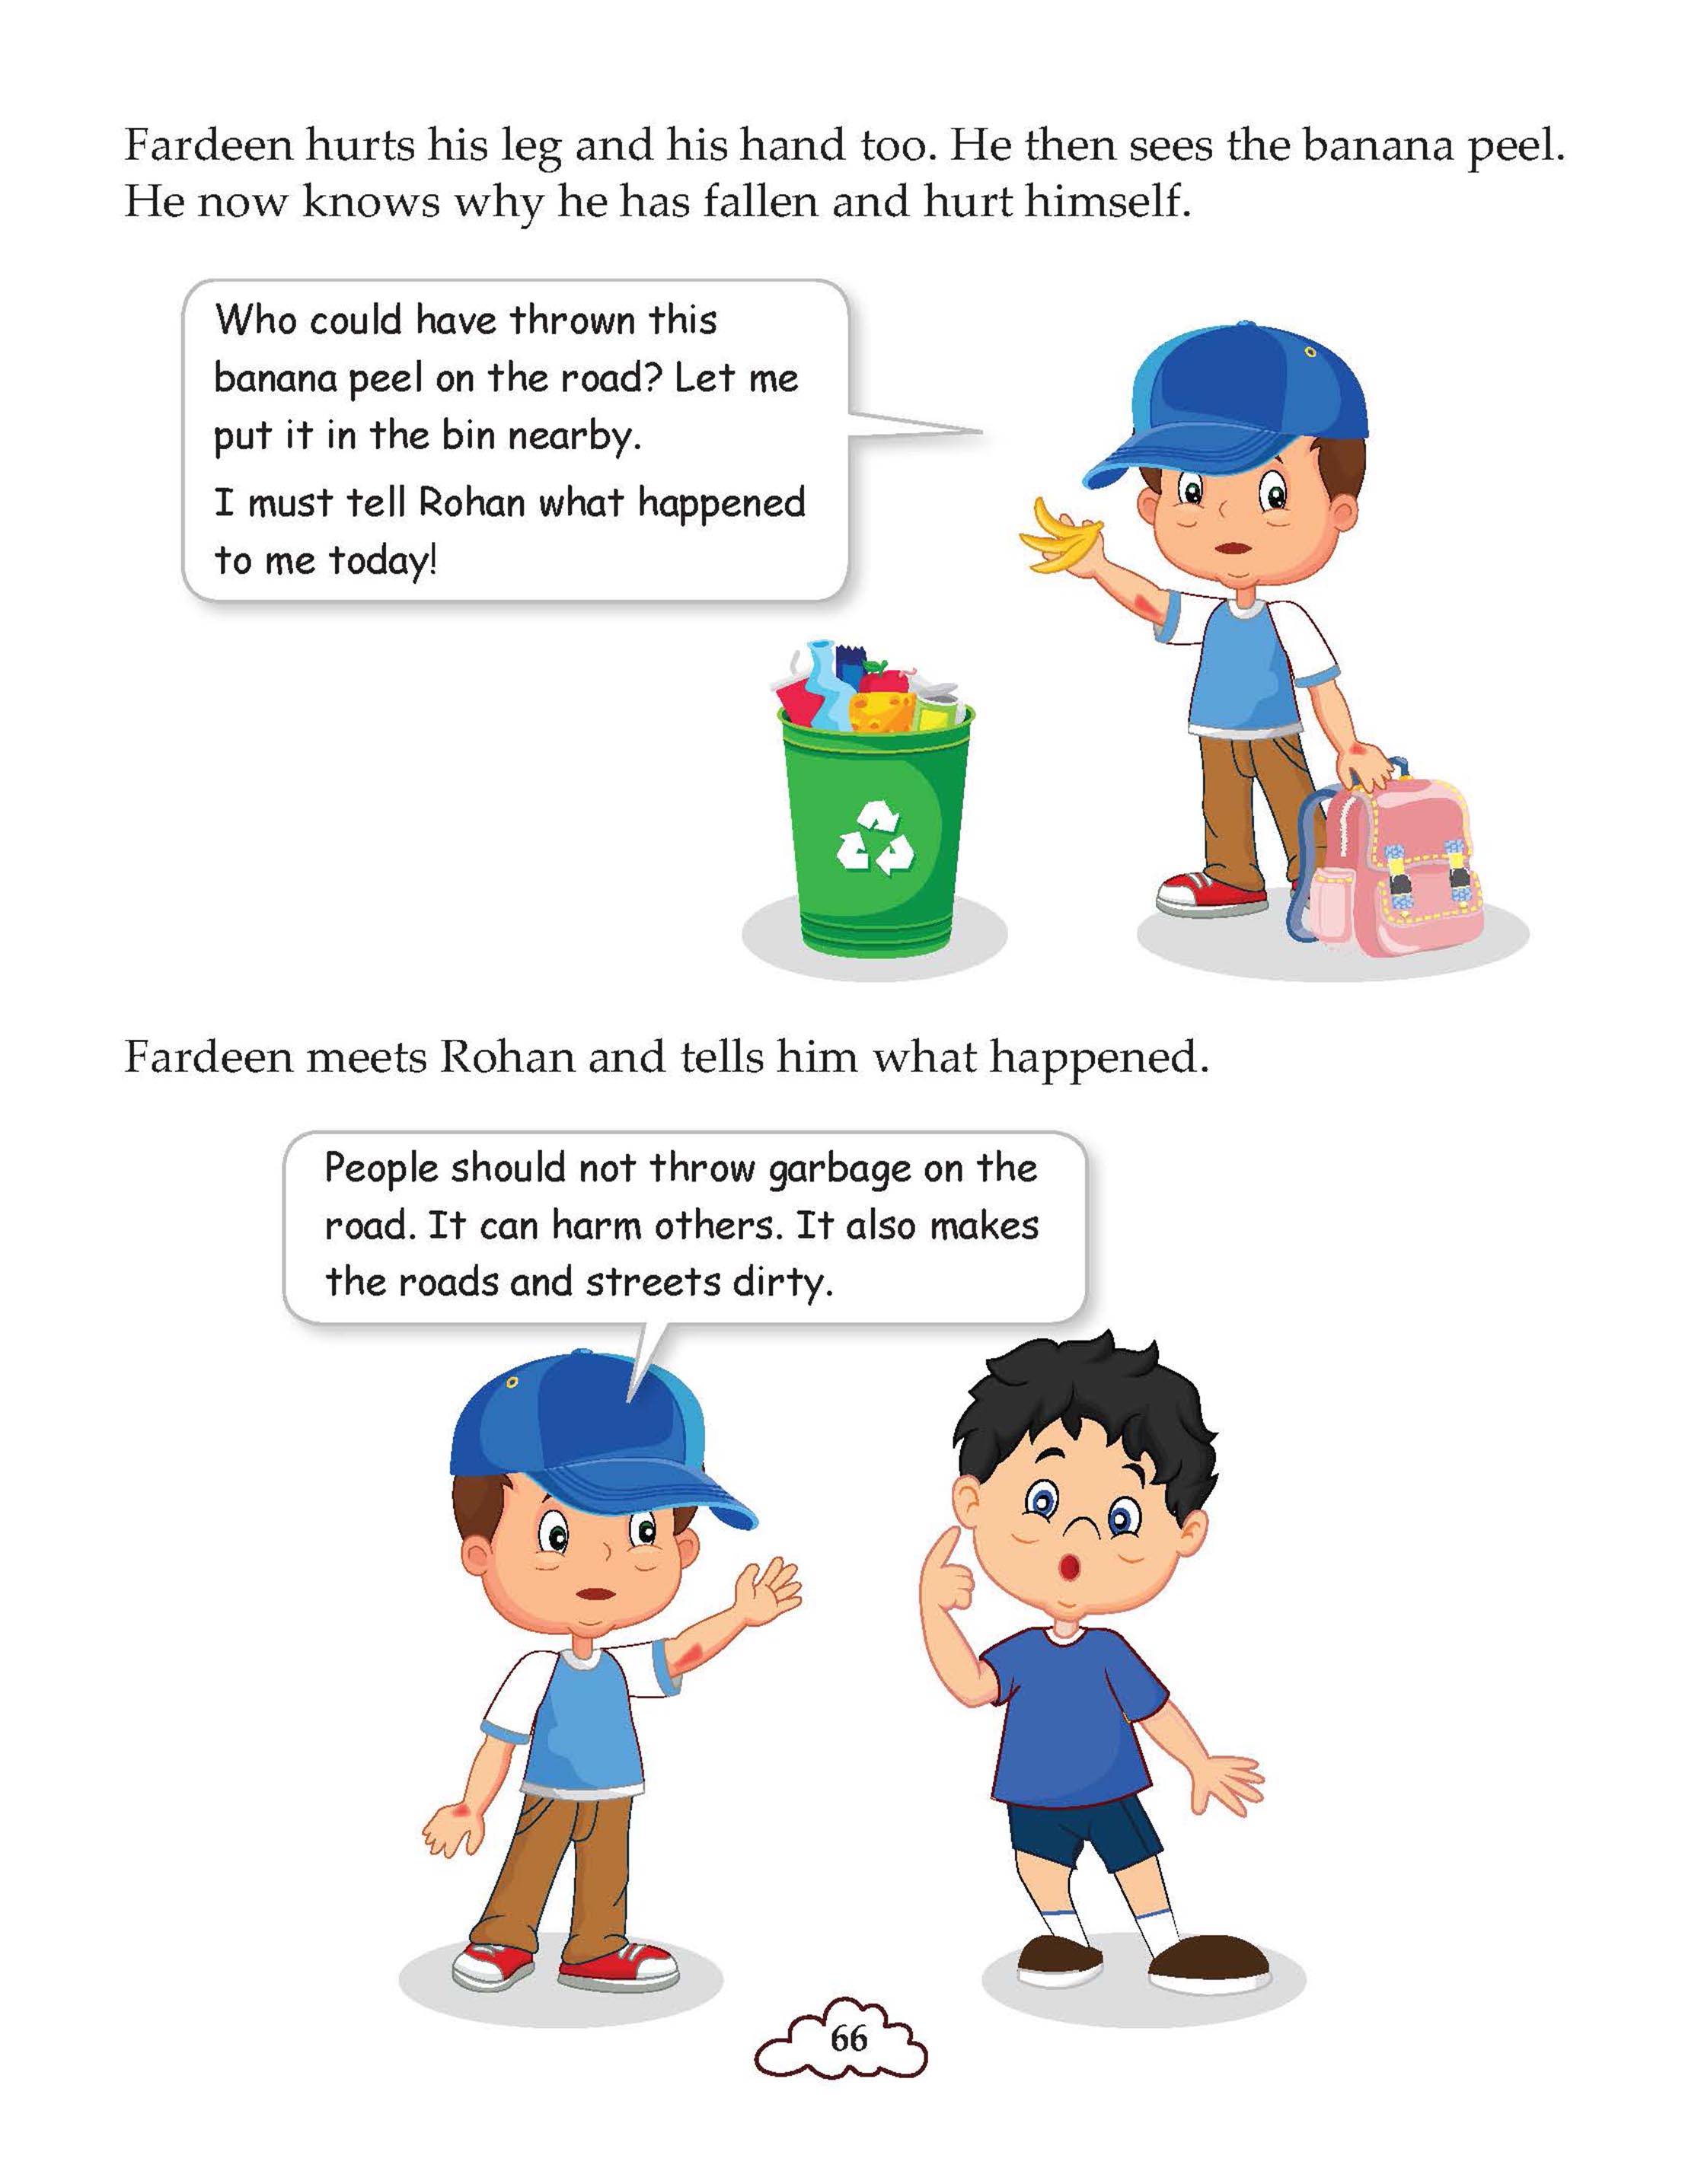 Fardeen hurts his leg and his hand too. He then sees the banana peel.
He now knows why he has fallen and hurt himself.
Who could have thrown this
banana peel on the road? Let me
put it in the bin nearby.
I must tell Rohan what happened
to me today!
Fardeen meets Rohan and tells him what happened.
People should not throw garbage on the
road. It can harm others. It also makes
the roads and streets dirty.
66